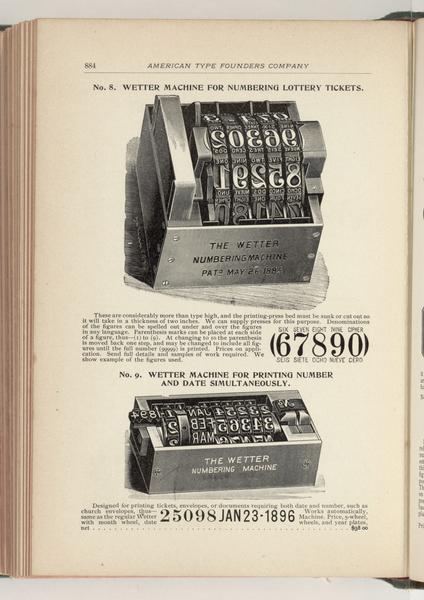 884
AMERICAN TYPE FOUNDERS COMPANY
No. 8. WETTER MACHINE FOR NUMBERING LOTTERY TICKETS.
THE WETTER
NUMBERING MACHINE
PATD MAY 26 1885
These are considerably more than type high, and the printing-press bed must be sunk or cut out so
it will take in a thickness of two inches. We can supply presses for this purpose. Denominations
of the figures can be spelled out under and over the figures
in any language. Parenthesis marks can be placed at each side
of a figure, thus—(1) to (9). At changing to 10 the parenthesis
is moved back one step, and may be changed to include all fig-
ures until the full number (99999) is printed. Prices on appli-
cation. Send full details and samples of work required. We
show example of the figures used.
SIX SEVEN EIGHT NINE CIPHER
(67890)
SEIS SIETE OCHO NUEVE CERO
No. 9. WETTER MACHINE FOR PRINTING NUMBER
AND DATE SIMULTANEOUSLY.
JAN
FEB
MAR
THE WETTER
NUMBERING MACHINE
Designed for printing tickets, envelopes, or documents requiring both date and number, such as
church envelopes, thus— 25098 JAN 23-1896 Works automatically,
same as the regular Wetter Machine. Price, 5-wheel,
with month wheel, date wheels, and year plates,
net $98 00